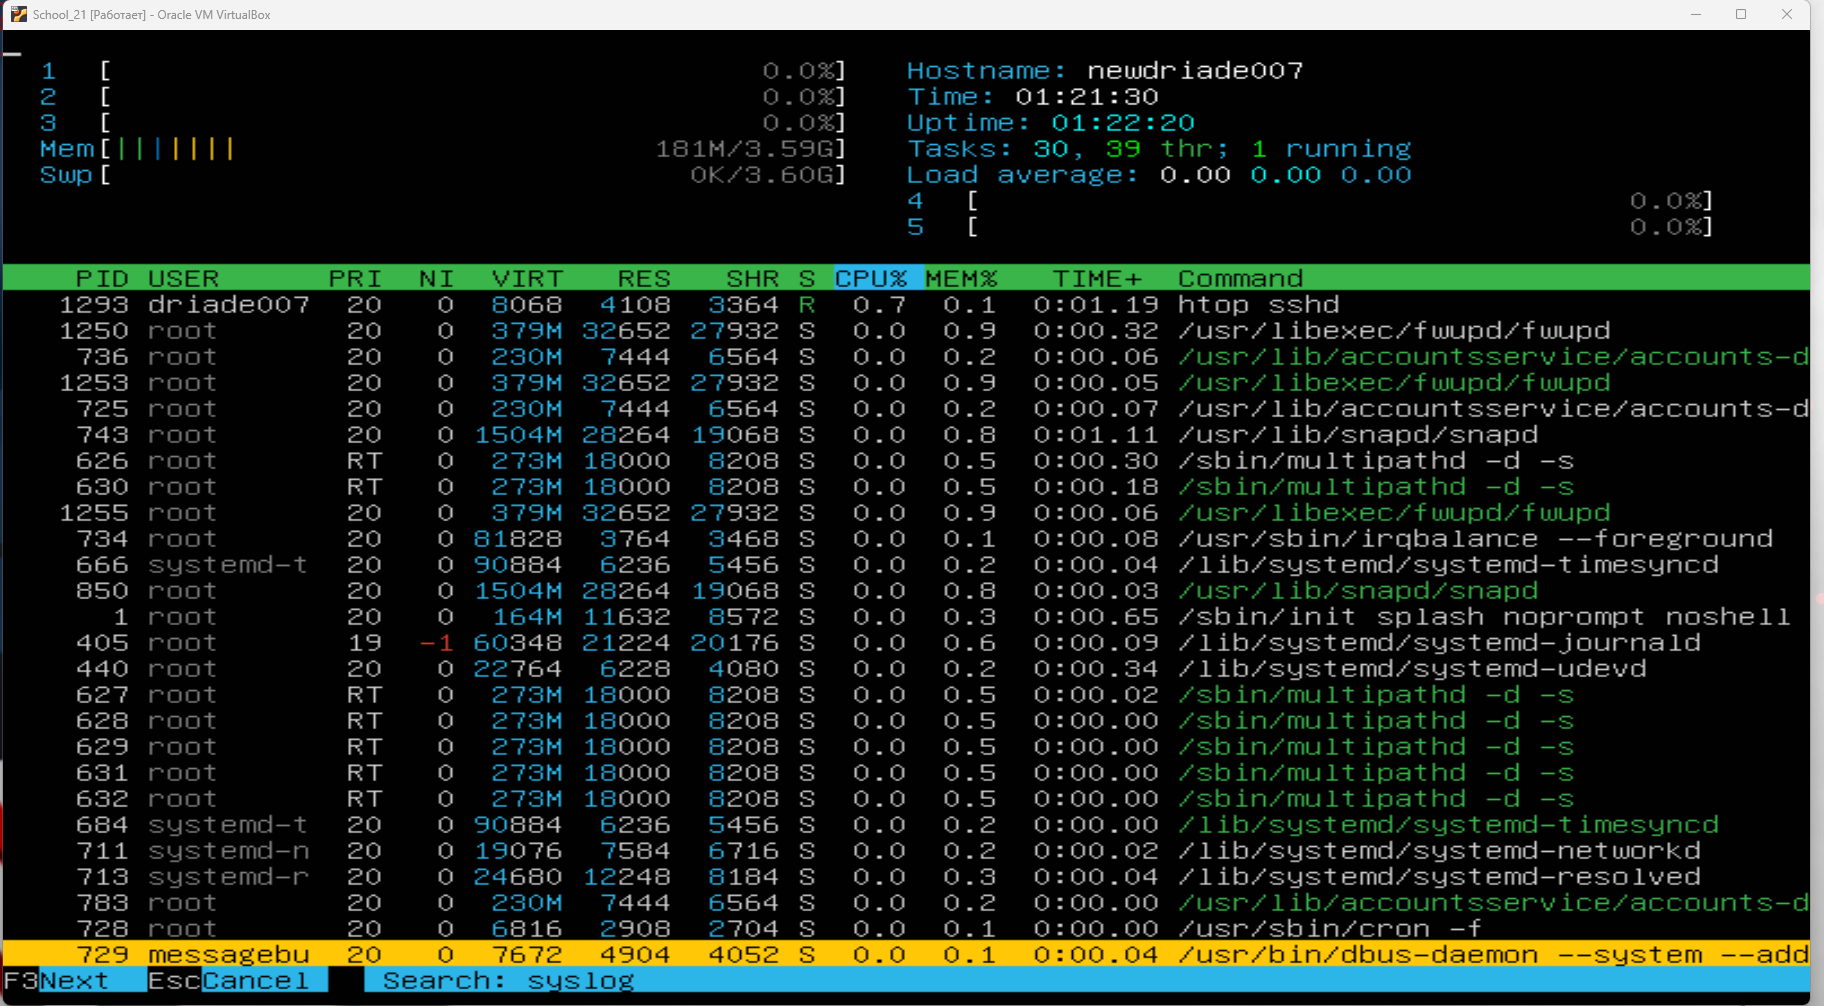 School_21 [Работает] - Oracle VM VirtualBox
1 [ 0.0%] Hostname: newdriade007
2 [ 0.0%] Time: 01:21:30
3 [ 0.0%] Uptime: 01:22:20
Mem[||||||| 181M/3.59G] Tasks: 30, 39 thr; 1 running
Swp[ 0K/3.60G] Load average: 0.00 0.00 0.00
4 [ 0.0%]
5 [ 0.0%]
PID USER PRI NI VIRT RES SHR S CPU% MEM% TIME+ Command
1293 driade007 20 0 8068 4108 3364 R 0.7 0.1 0:01.19 htop sshd
1250 root 20 0 379M 32652 27932 S 0.0 0.9 0:00.32 /usr/libexec/fwupd/fwupd
736 root 20 0 230M 7444 6564 S 0.0 0.2 0:00.06 /usr/lib/accountsservice/accounts-d
1253 root 20 0 379M 32652 27932 S 0.0 0.9 0:00.05 /usr/libexec/fwupd/fwupd
725 root 20 0 230M 7444 6564 S 0.0 0.2 0:00.07 /usr/lib/accountsservice/accounts-d
743 root 20 0 1504M 28264 19068 S 0.0 0.8 0:01.11 /usr/lib/snapd/snapd
626 root RT 0 273M 18000 8208 S 0.0 0.5 0:00.30 /sbin/multipathd -d -s
630 root RT 0 273M 18000 8208 S 0.0 0.5 0:00.18 /sbin/multipathd -d -s
1255 root 20 0 379M 32652 27932 S 0.0 0.9 0:00.06 /usr/libexec/fwupd/fwupd
734 root 20 0 81828 3764 3468 S 0.0 0.1 0:00.08 /usr/sbin/irqbalance --foreground
666 systemd-t 20 0 90884 6236 5456 S 0.0 0.2 0:00.04 /lib/systemd/systemd-timesyncd
850 root 20 0 1504M 28264 19068 S 0.0 0.8 0:00.03 /usr/lib/snapd/snapd
1 root 20 0 164M 11632 8572 S 0.0 0.3 0:00.65 /sbin/init splash noprompt noshell
405 root 19 -1 60348 21224 20176 S 0.0 0.6 0:00.09 /lib/systemd/systemd-journald
440 root 20 0 22764 6228 4080 S 0.0 0.2 0:00.34 /lib/systemd/systemd-udevd
627 root RT 0 273M 18000 8208 S 0.0 0.5 0:00.02 /sbin/multipathd -d -s
628 root RT 0 273M 18000 8208 S 0.0 0.5 0:00.00 /sbin/multipathd -d -s
629 root RT 0 273M 18000 8208 S 0.0 0.5 0:00.00 /sbin/multipathd -d -s
631 root RT 0 273M 18000 8208 S 0.0 0.5 0:00.00 /sbin/multipathd -d -s
632 root RT 0 273M 18000 8208 S 0.0 0.5 0:00.00 /sbin/multipathd -d -s
684 systemd-t 20 0 90884 6236 5456 S 0.0 0.2 0:00.00 /lib/systemd/systemd-timesyncd
711 systemd-n 20 0 19076 7584 6716 S 0.0 0.2 0:00.02 /lib/systemd/systemd-networkd
713 systemd-r 20 0 24680 12248 8184 S 0.0 0.3 0:00.04 /lib/systemd/systemd-resolved
783 root 20 0 230M 7444 6564 S 0.0 0.2 0:00.00 /usr/lib/accountsservice/accounts-d
728 root 20 0 6816 2908 2704 S 0.0 0.1 0:00.00 /usr/sbin/cron -f
729 messagebu 20 0 7672 4904 4052 S 0.0 0.1 0:00.04 /usr/bin/dbus-daemon --system --add
F3Next EscCancel Search: syslog